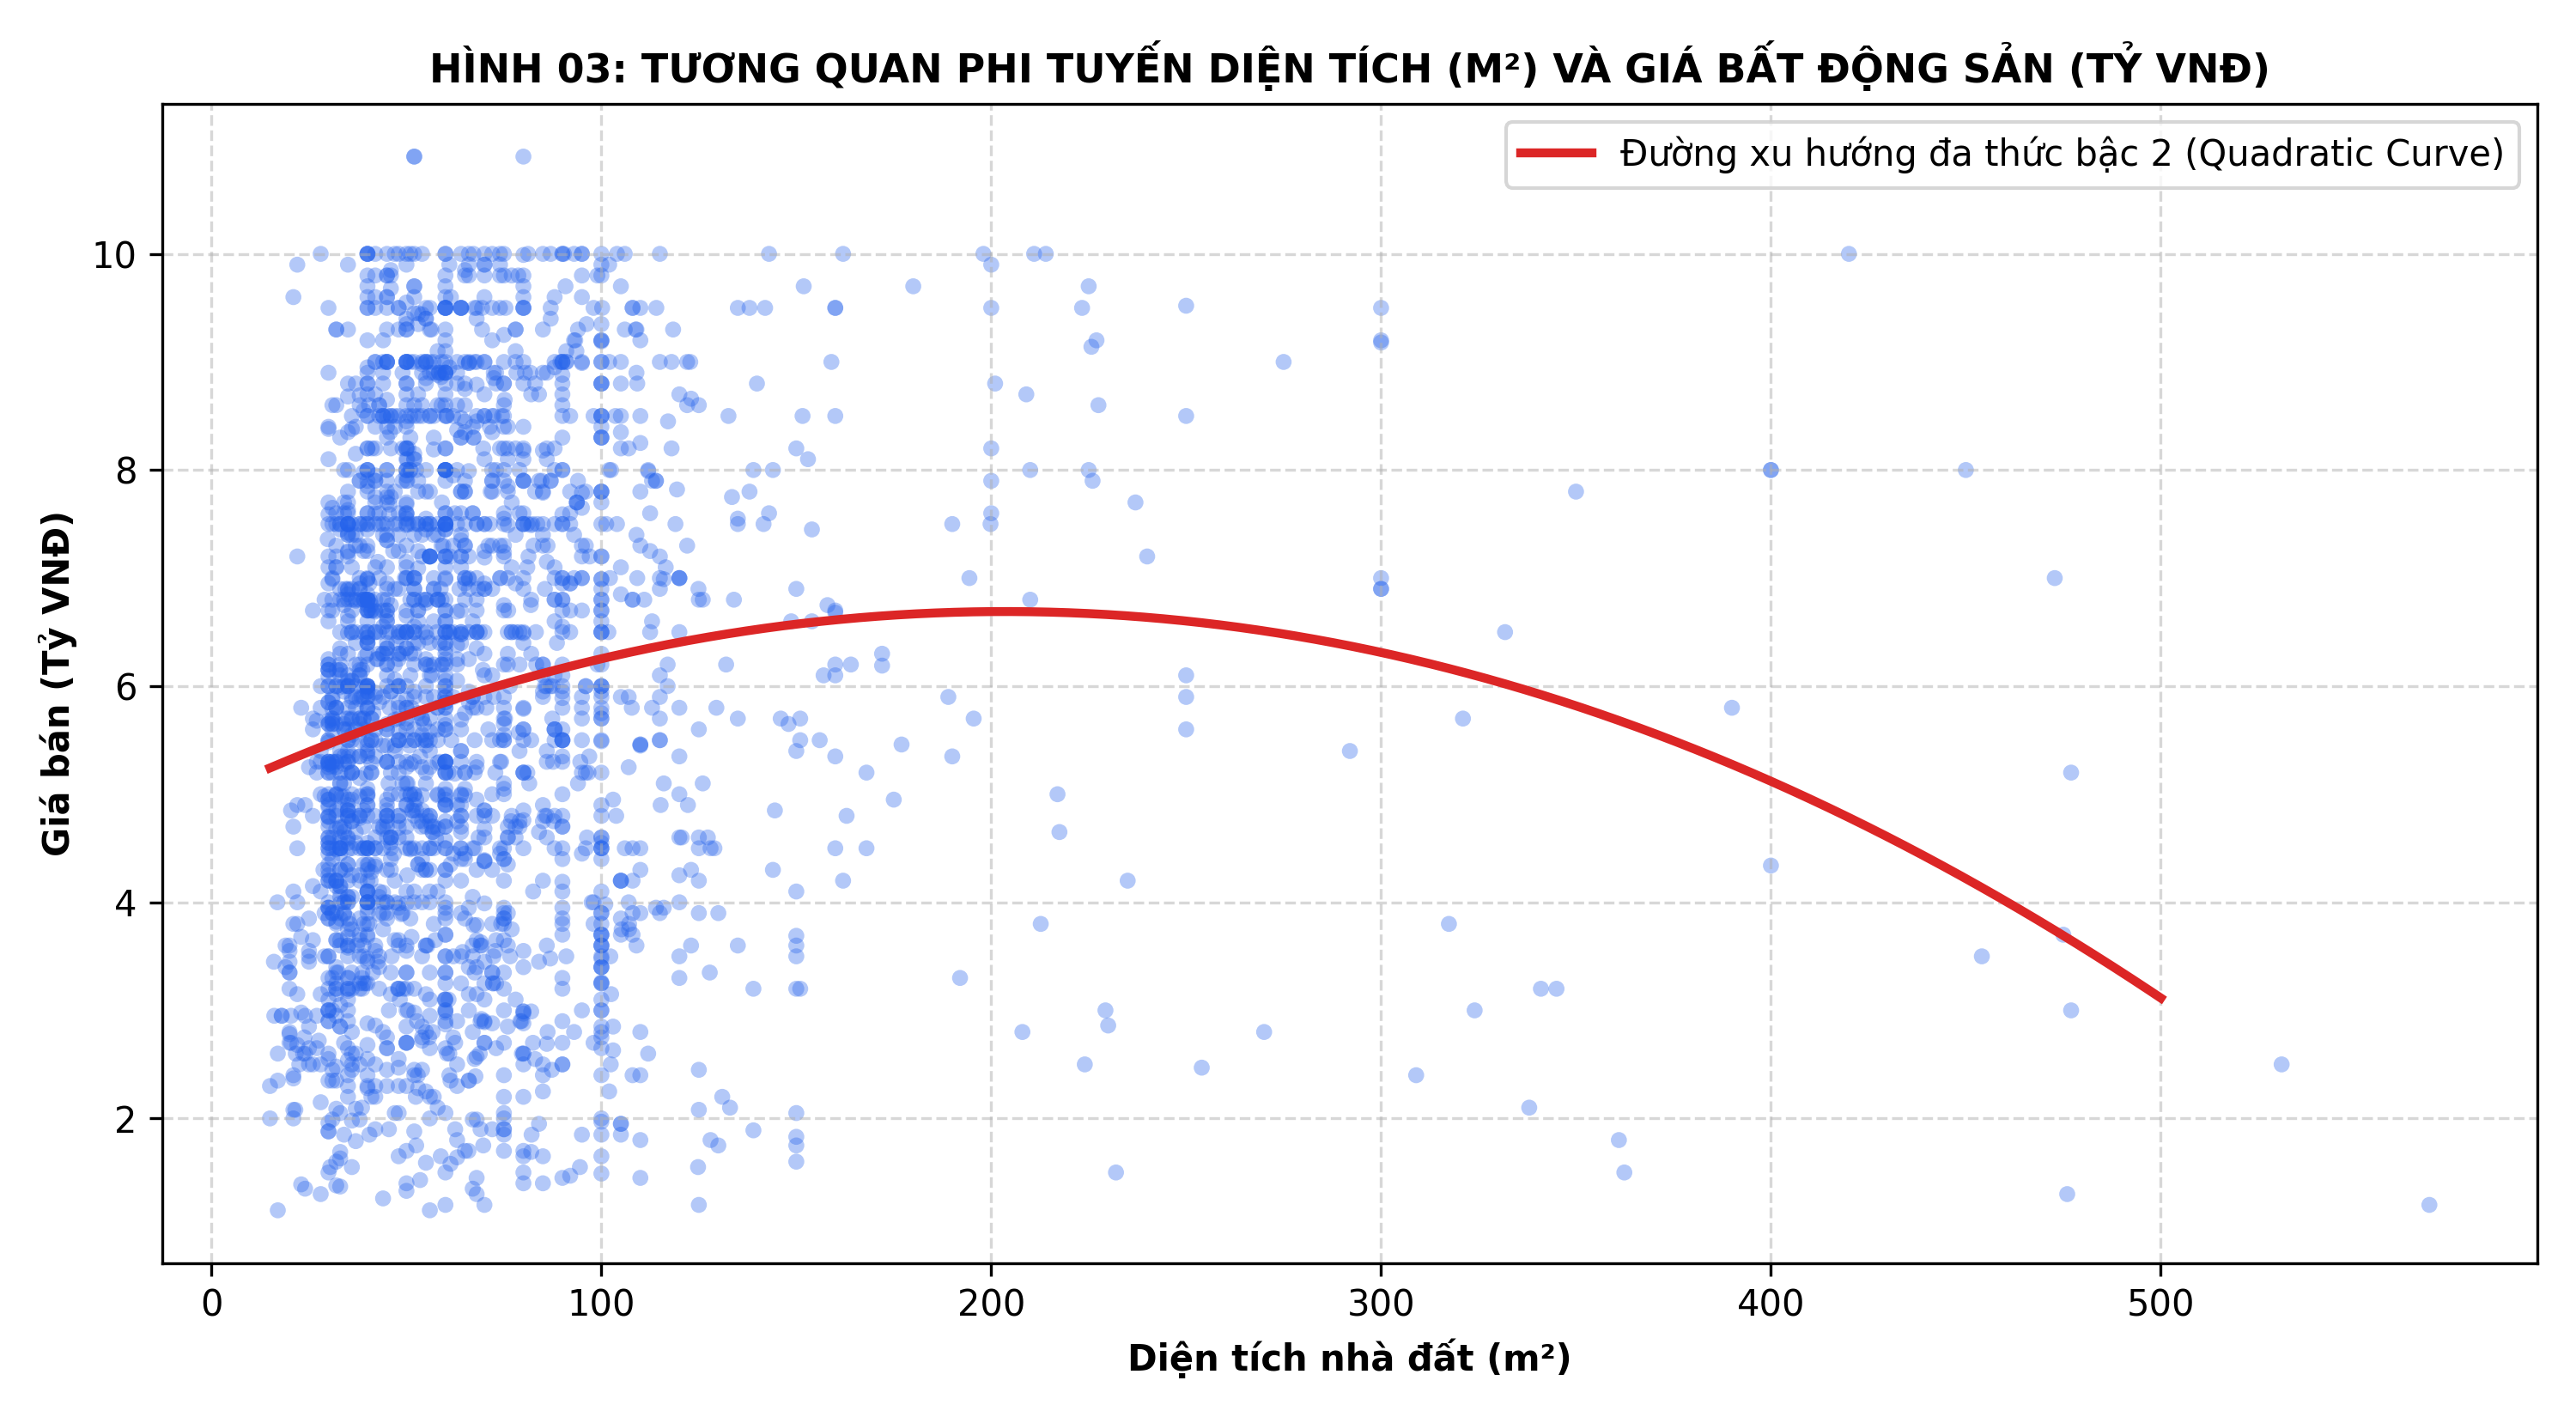 HÌNH 03: TƯƠNG QUAN PHI TUYẾN DIỆN TÍCH (M²) VÀ GIÁ BẤT ĐỘNG SẢN (TỶ VNĐ)
Đường xu hướng đa thức bậc 2 (Quadratic Curve)
10
8
6
4
2
Giá bán (Tỷ VNĐ)
0 100 200 300 400 500
Diện tích nhà đất (m²)